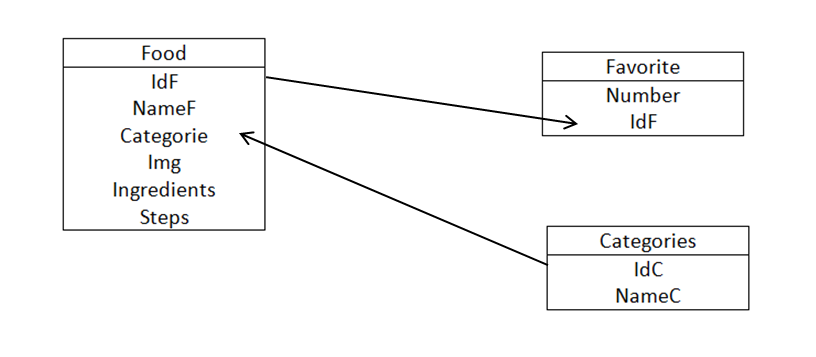 Food
IdF
NameF
Categorie
Img
Ingredients
Steps
Favorite
Number
IdF
Categories
IdC
NameC